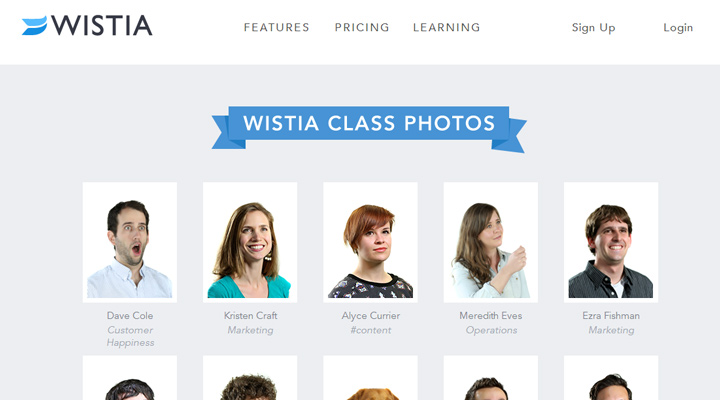 WISTIA
FEATURES PRICING LEARNING Sign Up Login
WISTIA CLASS PHOTOS
Dave Cole
Customer
Happiness
Kristen Craft
Marketing
Alyce Currier
#content
Meredith Eves
Operations
Ezra Fishman
Marketing